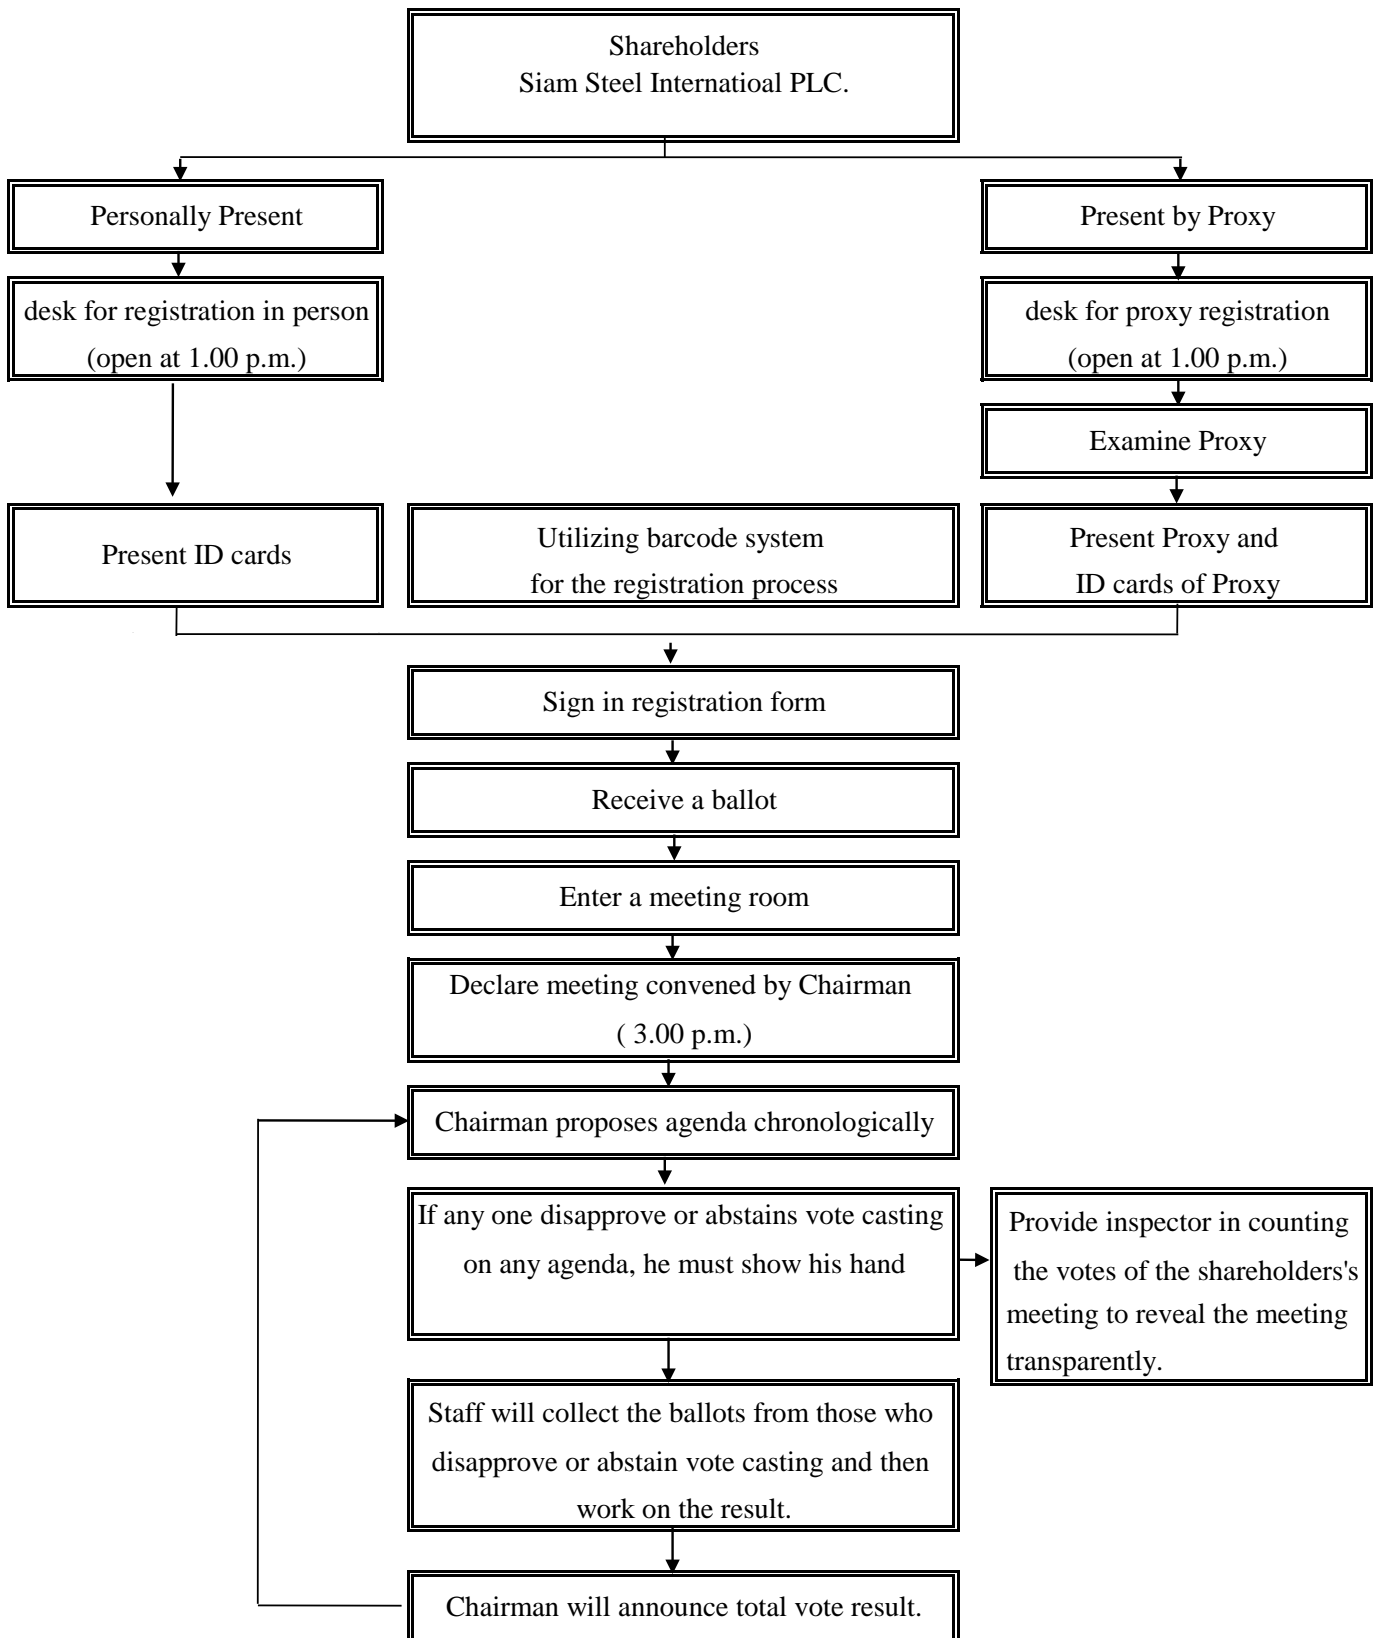 Shareholders
Siam Steel Internatioal PLC.
Personally Present
Present by Proxy
desk for registration in person
(open at 1.00 p.m.)
desk for proxy registration
(open at 1.00 p.m.)
Examine Proxy
Present ID cards
Utilizing barcode system
for the registration process
Present Proxy and
ID cards of Proxy
Sign in registration form
Receive a ballot
Enter a meeting room
Declare meeting convened by Chairman
( 3.00 p.m.)
Chairman proposes agenda chronologically
If any one disapprove or abstains vote casting
on any agenda, he must show his hand
Provide inspector in counting
the votes of the shareholders's
meeting to reveal the meeting
transparently.
Staff will collect the ballots from those who
disapprove or abstain vote casting and then
work on the result.
Chairman will announce total vote result.